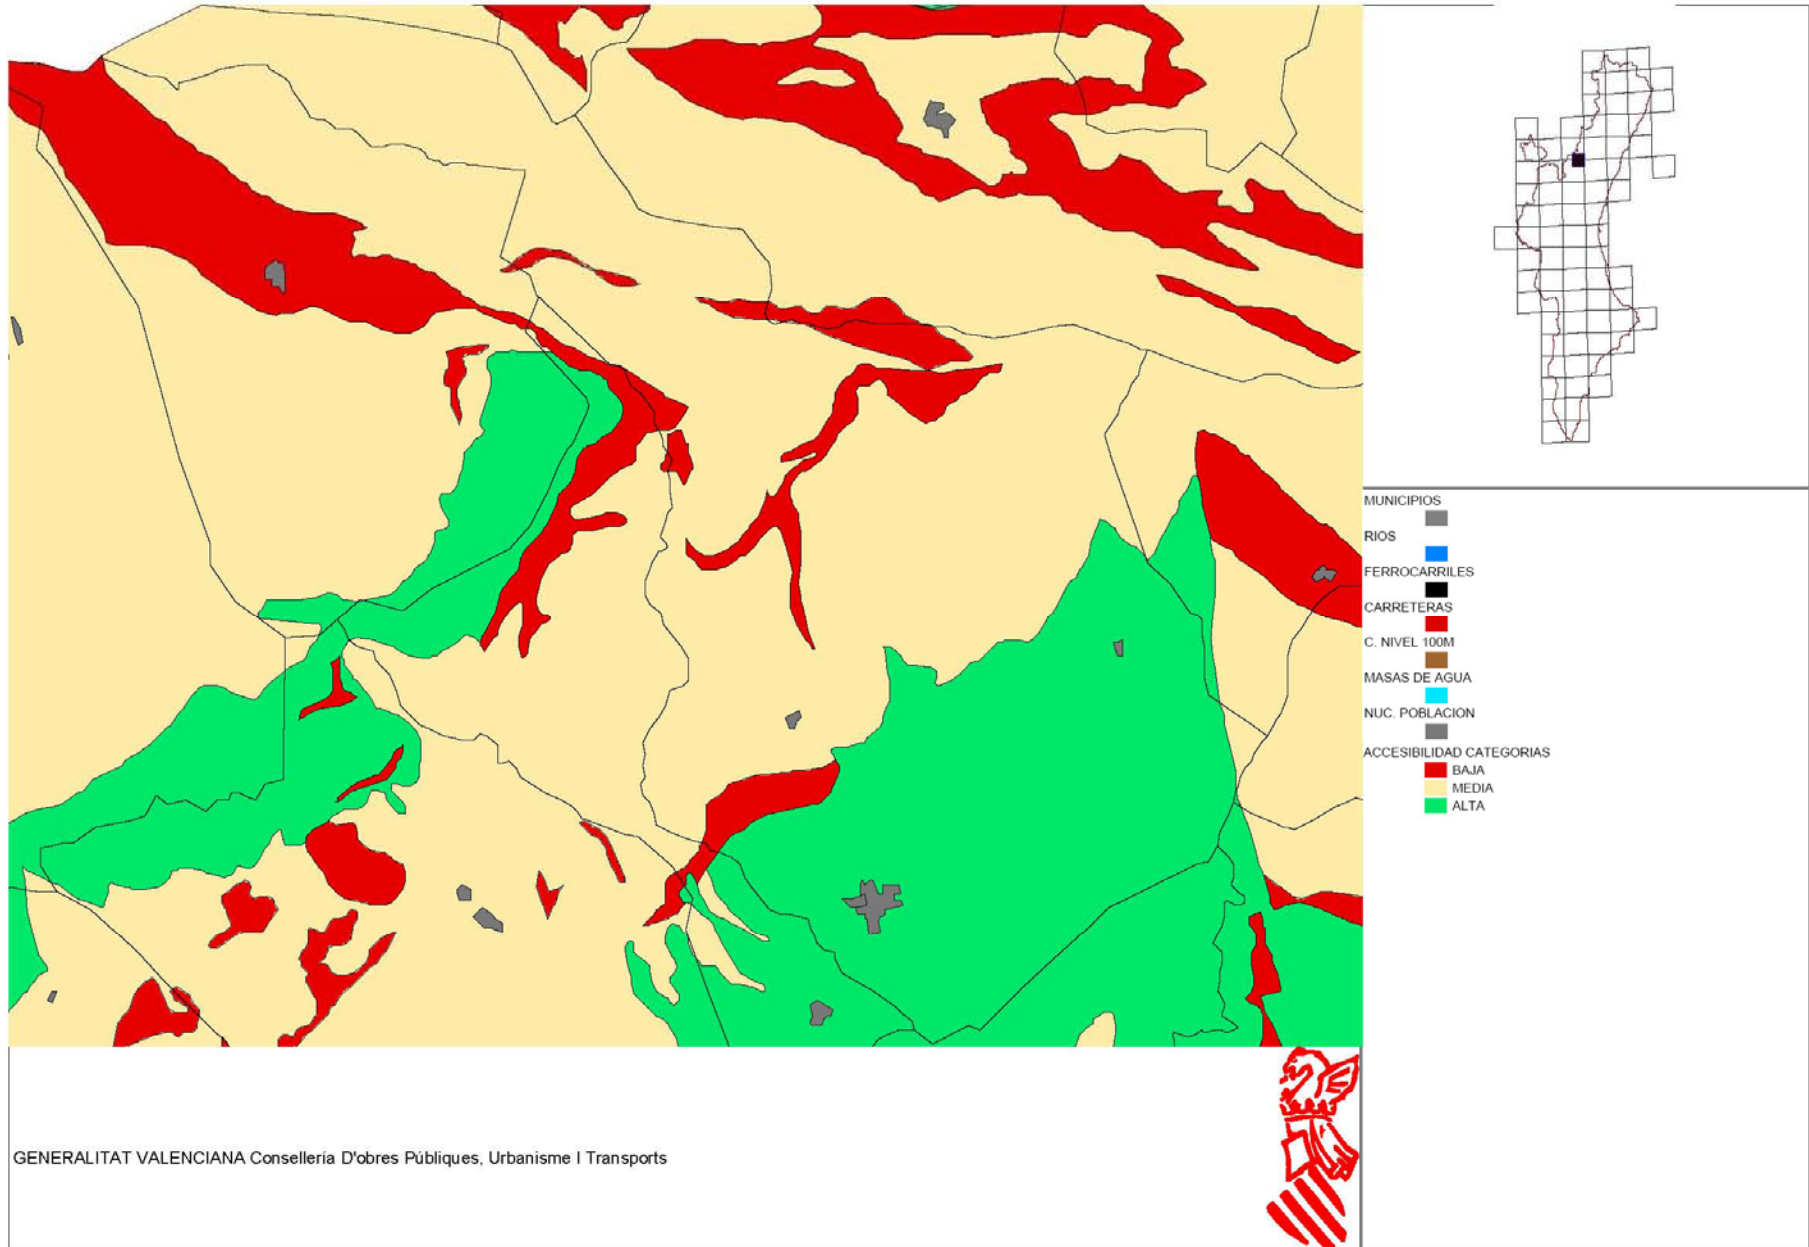 MUNICIPIOS
RIOS
FERROCARRILES
CARRETERAS
C. NIVEL 100M
MASAS DE AGUA
NUC. POBLACION
ACCESIBILIDAD CATEGORIAS
BAJA
MEDIA
ALTA
GENERALITAT VALENCIANA Consellería D'obres Públiques, Urbanisme I Transports